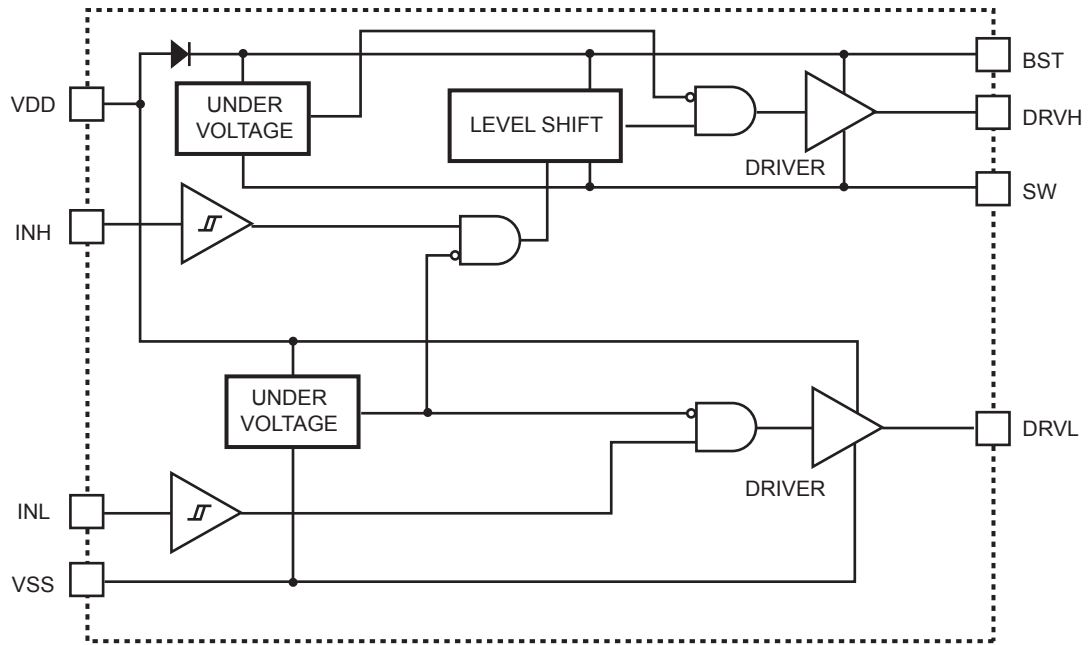 BST
VDD
UNDER
VOLTAGE
LEVEL SHIFT
DRVH
DRIVER
SW
INH
UNDER
VOLTAGE
DRVL
DRIVER
INL
VSS